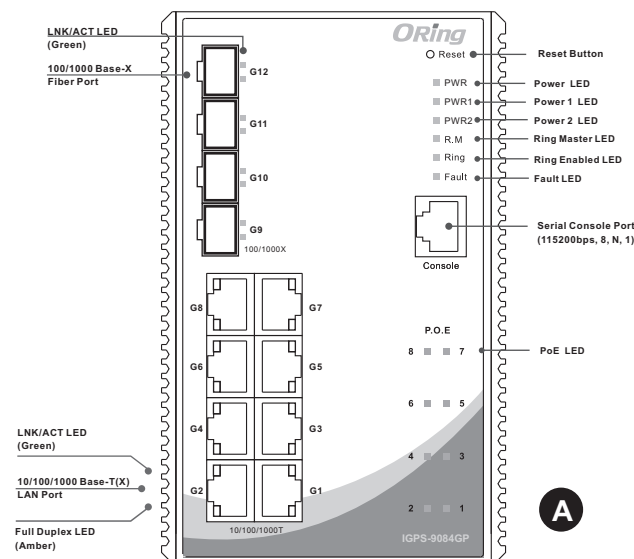 LNK/ACT LED
(Green)
100/1000 Base-X
Fiber Port
G12
G11
G10
G9
100/1000X
ORing
Reset
Reset Button
PWR
Power LED
PWR1
Power 1 LED
PWR2
Power 2 LED
R.M
Ring Master LED
Ring
Ring Enabled LED
Fault
Fault LED
Serial Console Port
(115200bps, 8, N, 1)
Console
G8
G7
G6
G5
G4
G3
G2
G1
10/100/1000T
P.O.E
8 7
PoE LED
6 5
4 3
2 1
LNK/ACT LED
(Green)
10/100/1000 Base-T(X)
LAN Port
Full Duplex LED
(Amber)
IGPS-9084GP
A